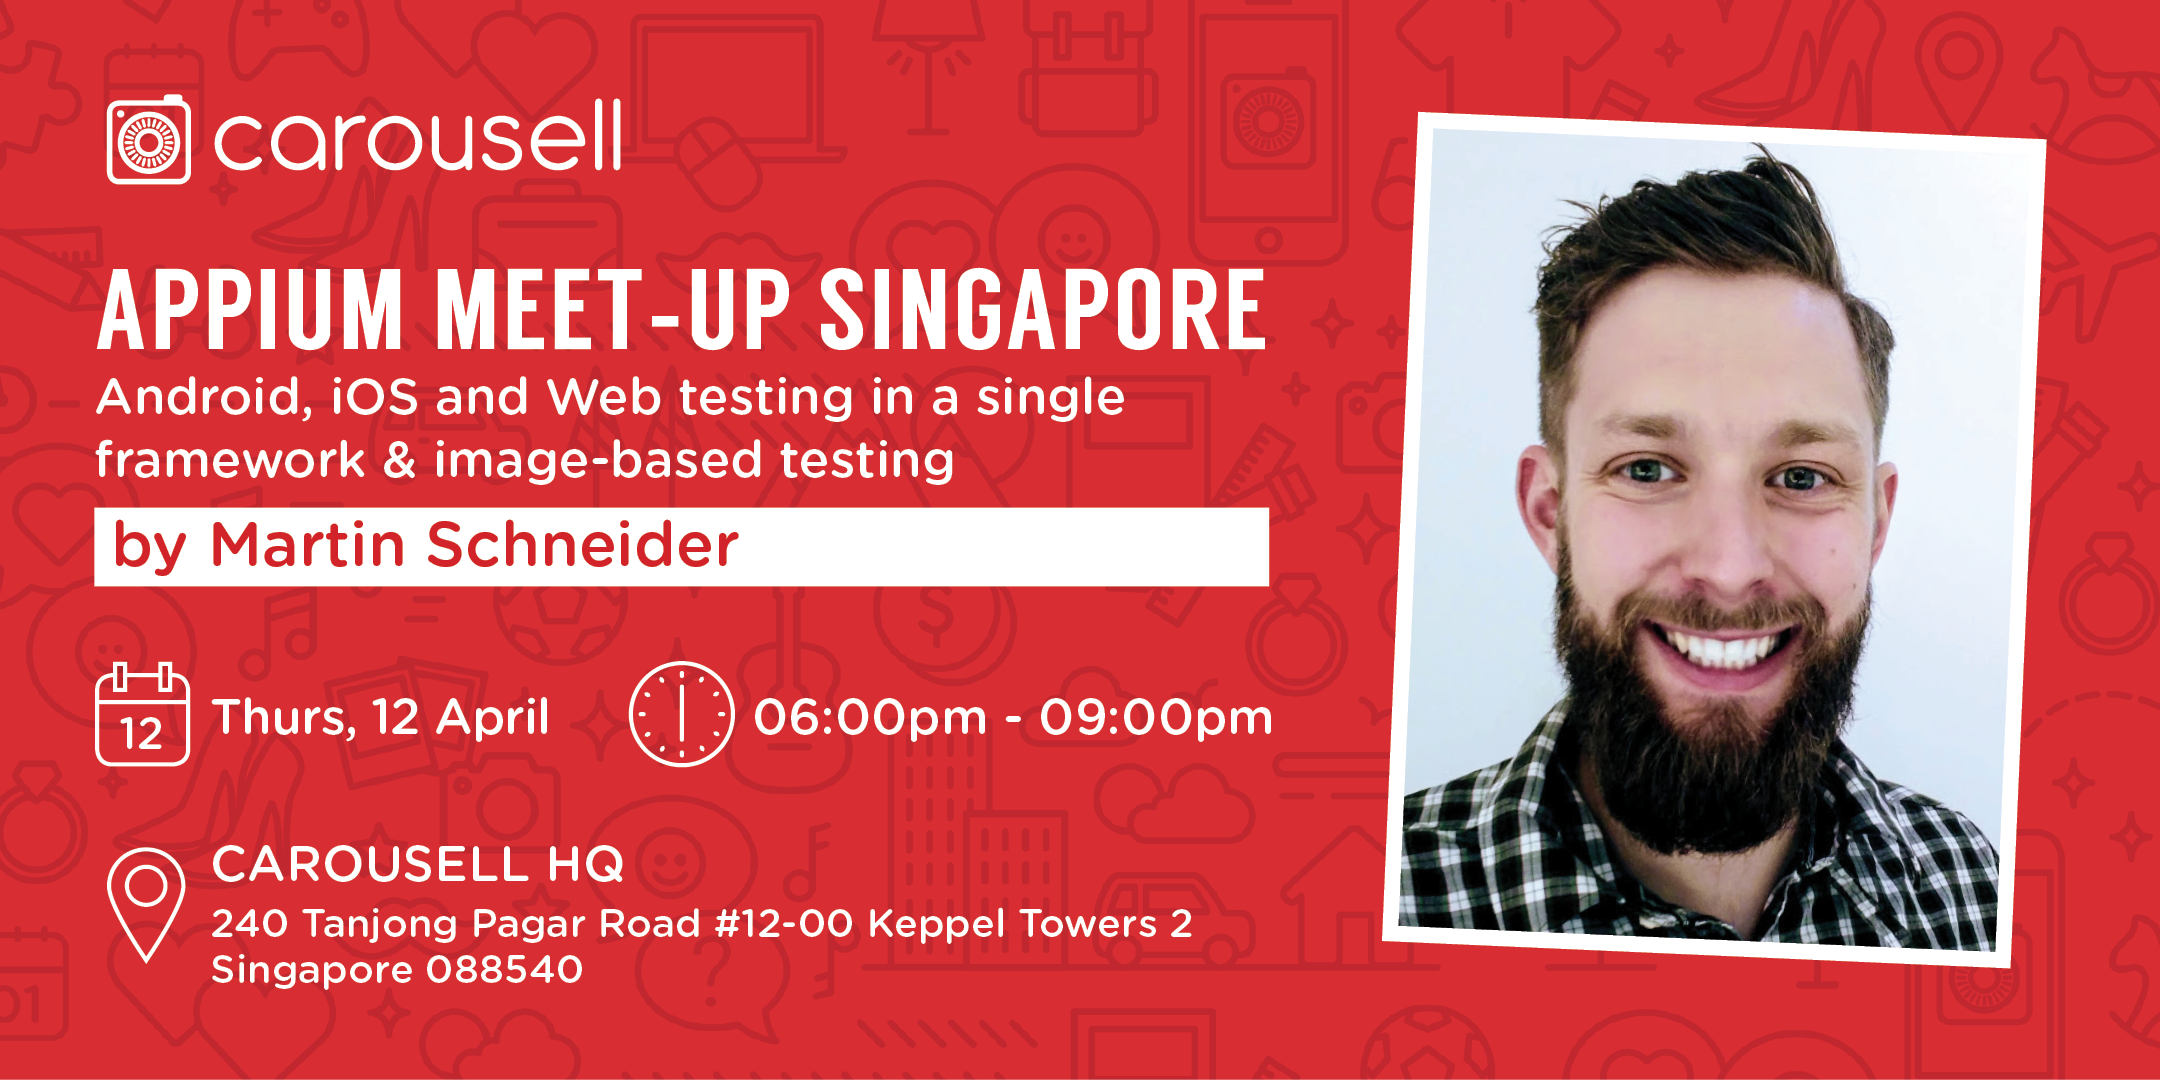 carousell
APPIUM MEET-UP SINGAPORE
Android, iOS and Web testing in a single
framework & image-based testing
by Martin Schneider
12
Thurs, 12 April
06:00pm - 09:00pm
CAROUSELL HQ
240 Tanjong Pagar Road #12-00 Keppel Towers 2
Singapore 088540
01